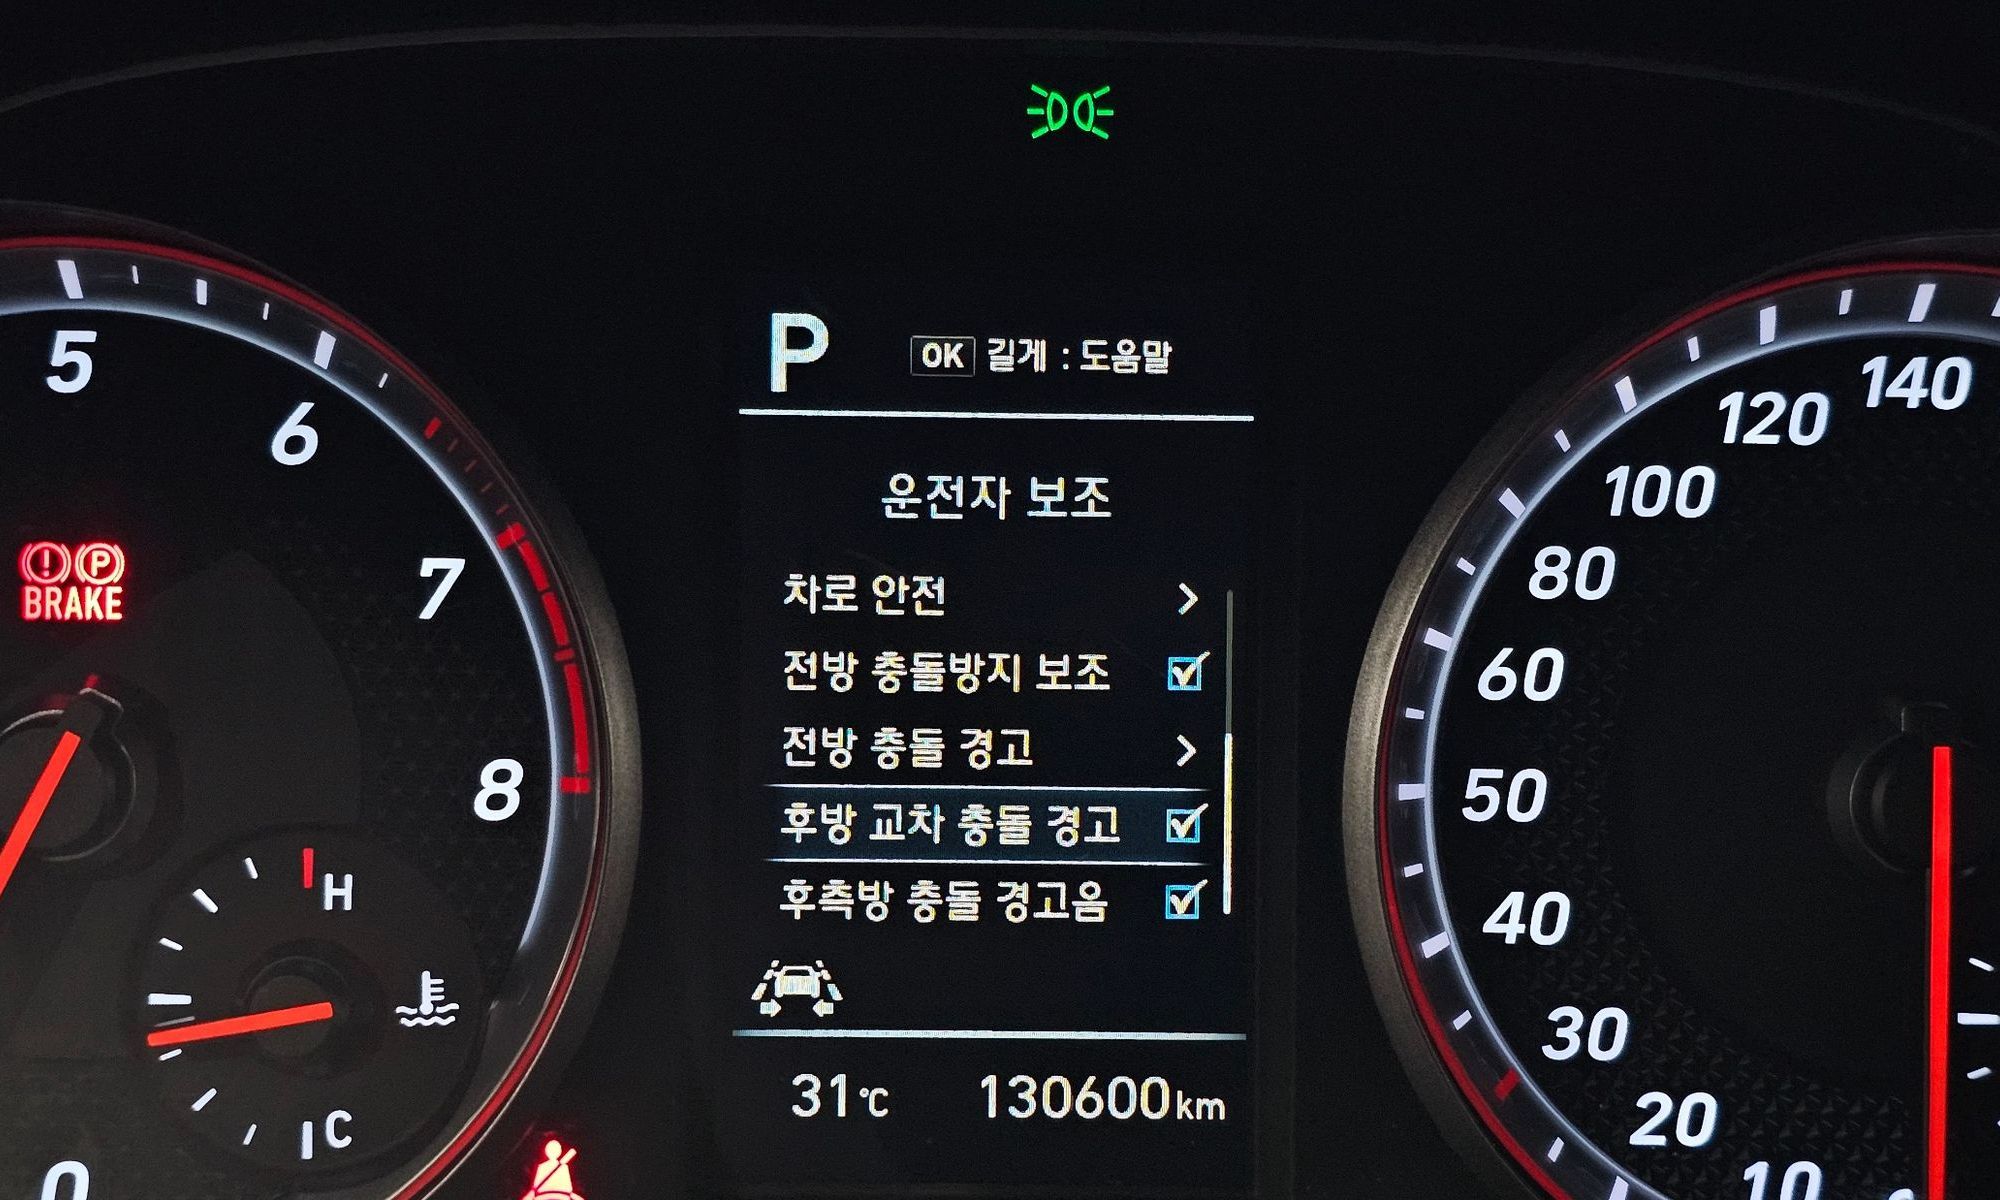 P
OK 길게 : 도움말
운전자 보조
차로 안전
전방 충돌방지 보조
전방 충돌 경고
후방 교차 충돌 경고
후측방 충돌 경고음
31℃ 130600km
5
6
7
8
0
BRAKE
H
C
140
120
100
80
60
50
40
30
20
10